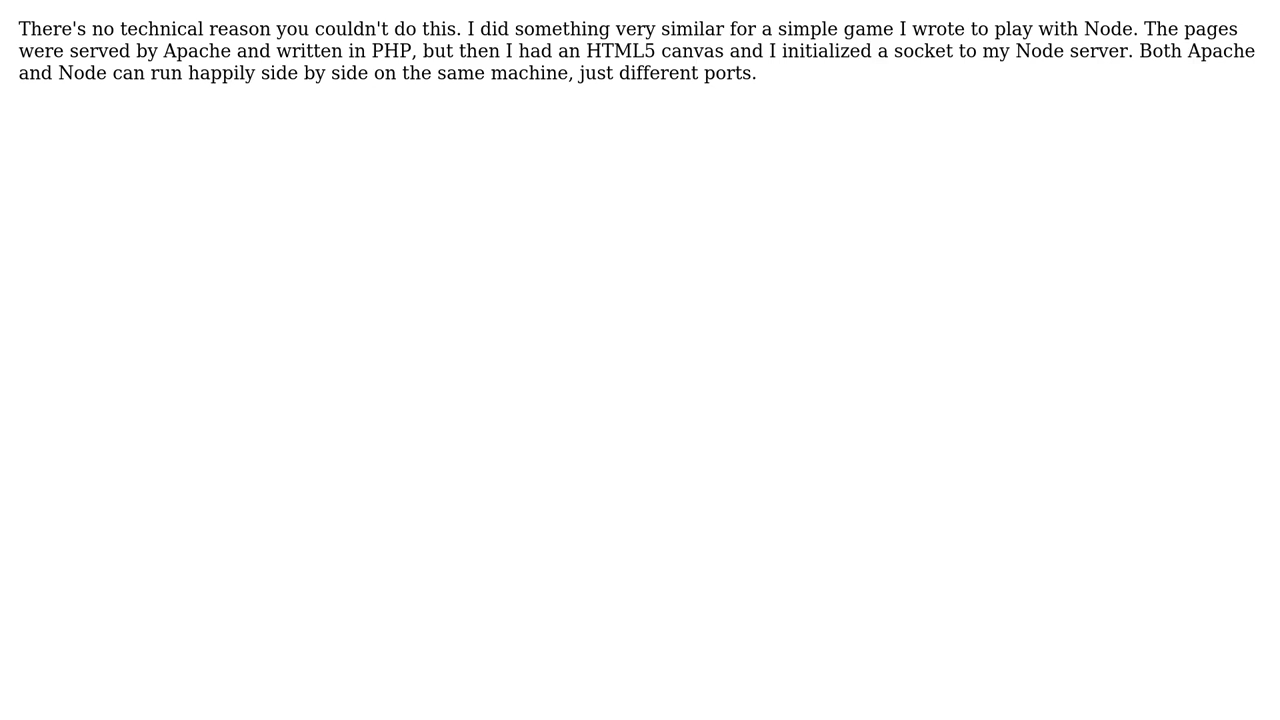 There's no technical reason you couldn't do this. I did something very similar for a simple game I wrote to play with Node. The pages
were served by Apache and written in PHP, but then I had an HTML5 canvas and I initialized a socket to my Node server. Both Apache
and Node can run happily side by side on the same machine, just different ports.